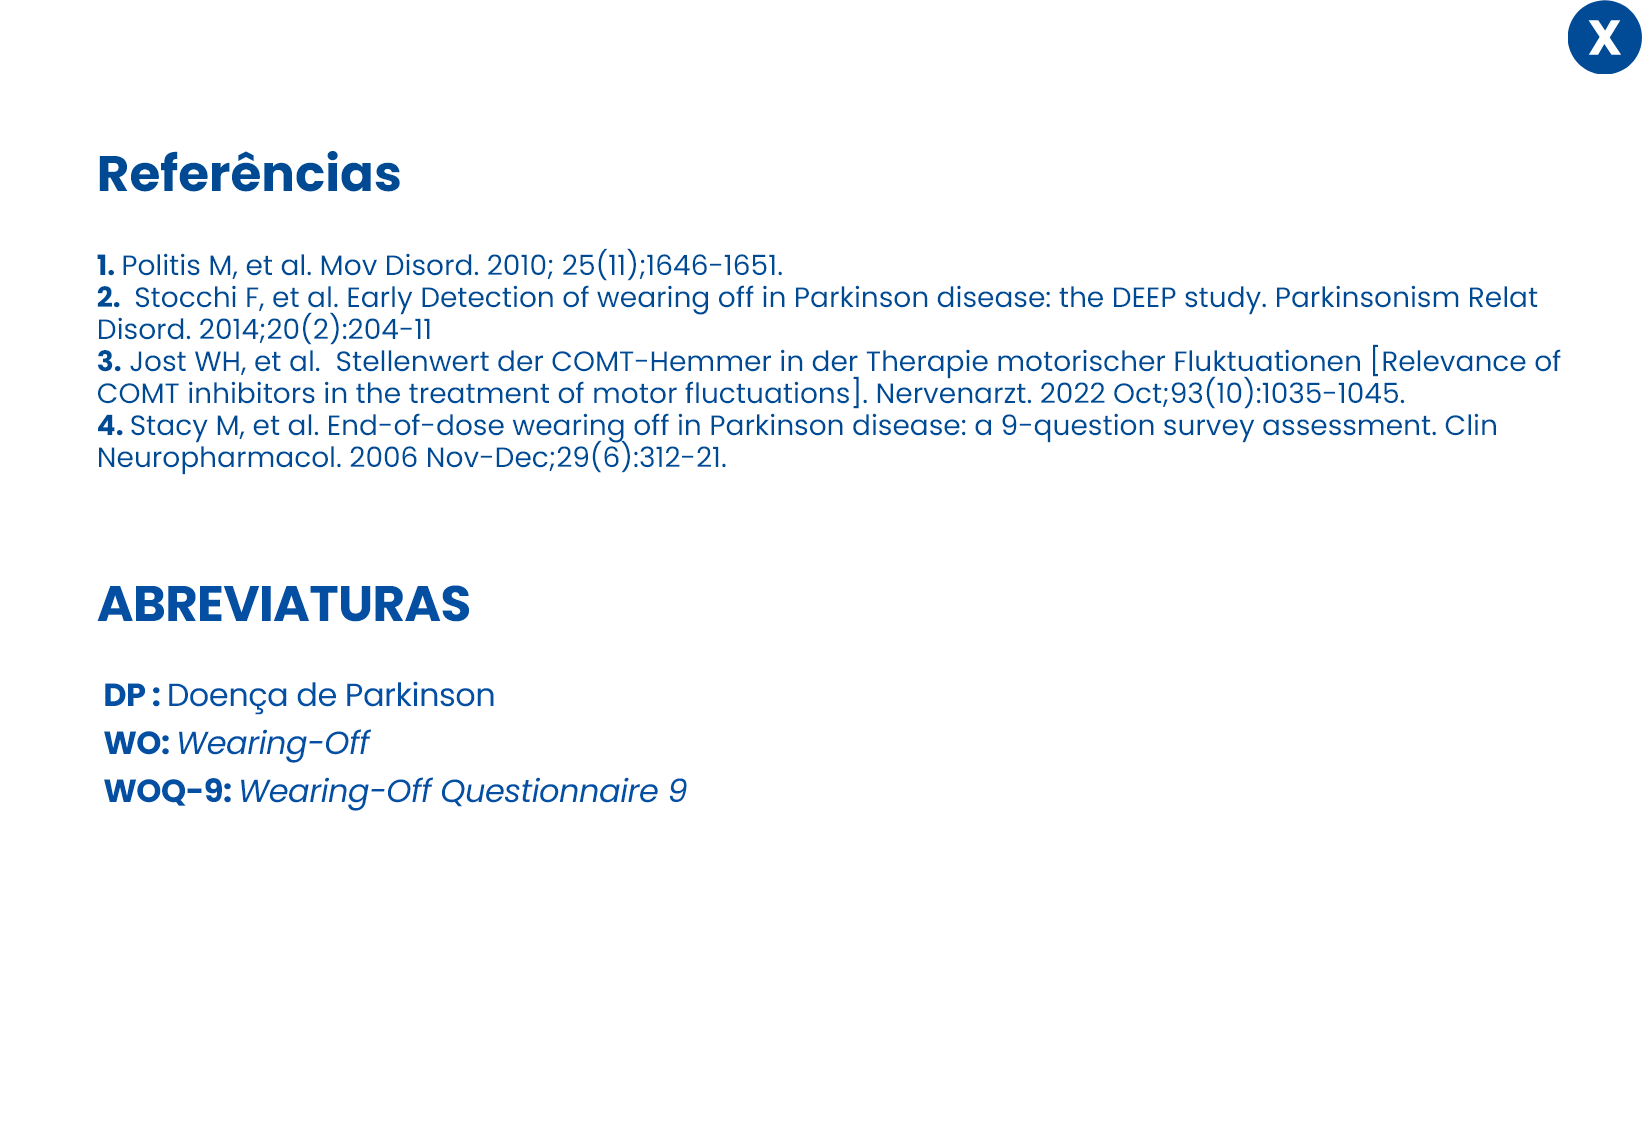 X
Referências
1. Politis M, et al. Mov Disord. 2010; 25(11);1646-1651.
2. Stocchi F, et al. Early Detection of wearing off in Parkinson disease: the DEEP study. Parkinsonism Relat
Disord. 2014;20(2):204-11
3. Jost WH, et al. Stellenwert der COMT-Hemmer in der Therapie motorischer Fluktuationen [Relevance of
COMT inhibitors in the treatment of motor fluctuations]. Nervenarzt. 2022 Oct;93(10):1035-1045.
4. Stacy M, et al. End-of-dose wearing off in Parkinson disease: a 9-question survey assessment. Clin
Neuropharmacol. 2006 Nov-Dec;29(6):312-21.
ABREVIATURAS
DP : Doença de Parkinson
WO: Wearing-Off
WOQ-9: Wearing-Off Questionnaire 9